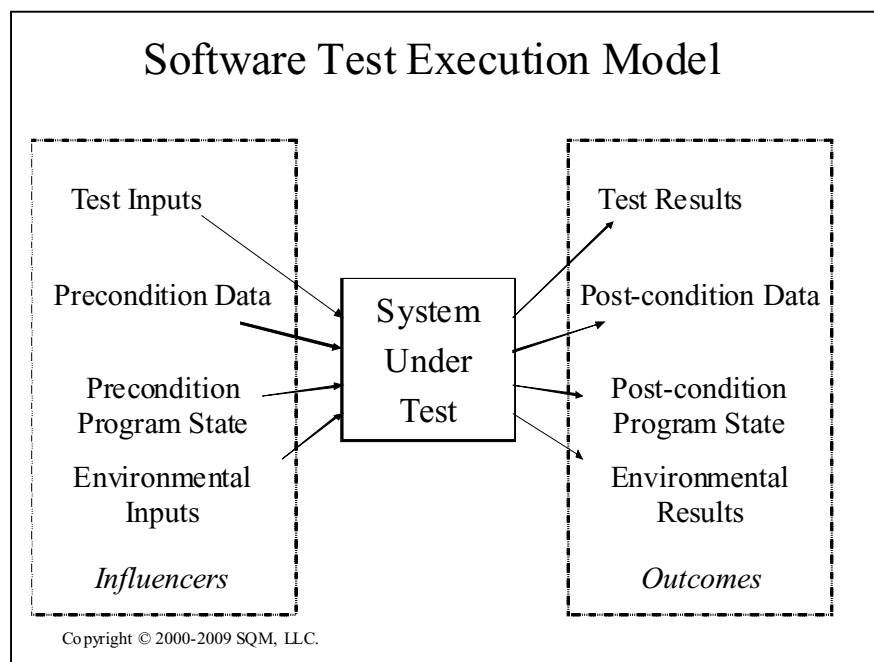 Software Test Execution Model
Test Inputs
Precondition Data
Precondition
Program State
Environmental
Inputs
Influencers
System
Under
Test
Test Results
Post-condition Data
Post-condition
Program State
Environmental
Results
Outcomes
Copyright © 2000-2009 SQM, LLC.